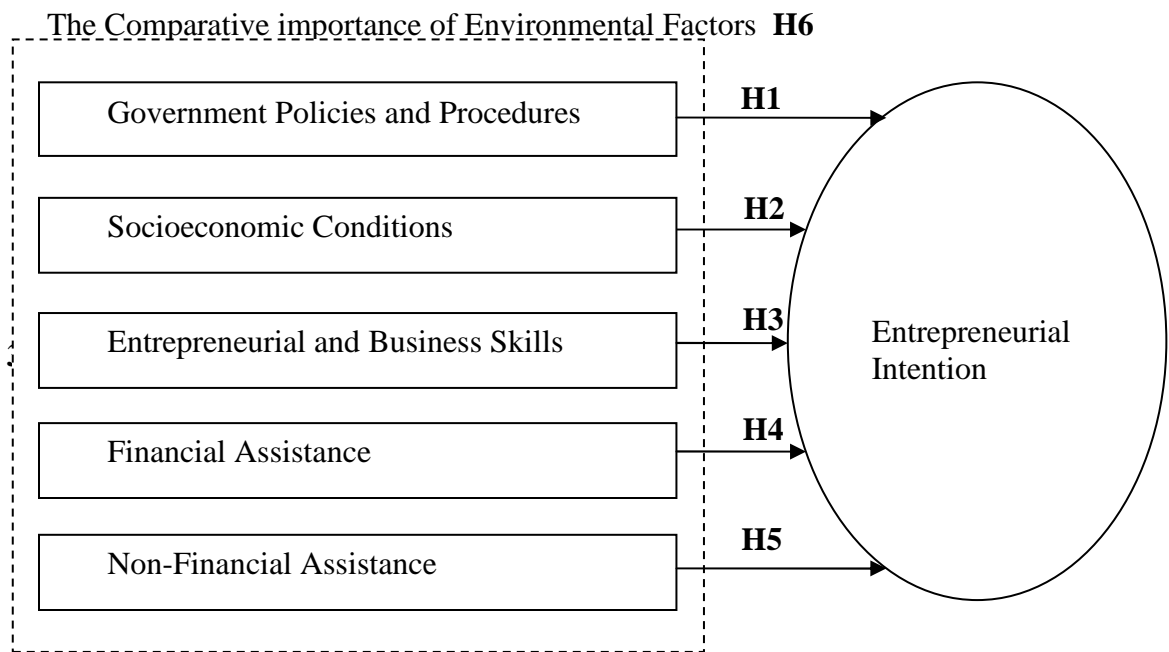 The Comparative importance of Environmental Factors H6
Government Policies and Procedures
H1
Socioeconomic Conditions
H2
Entrepreneurial and Business Skills
H3
Entrepreneurial
Intention
Financial Assistance
H4
Non-Financial Assistance
H5